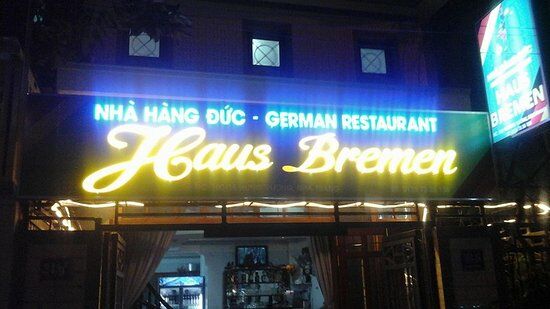 NHÀ HÀNG ĐỨC - GERMAN RESTAURANT
Haus Bremen
HAUS
BREMEN